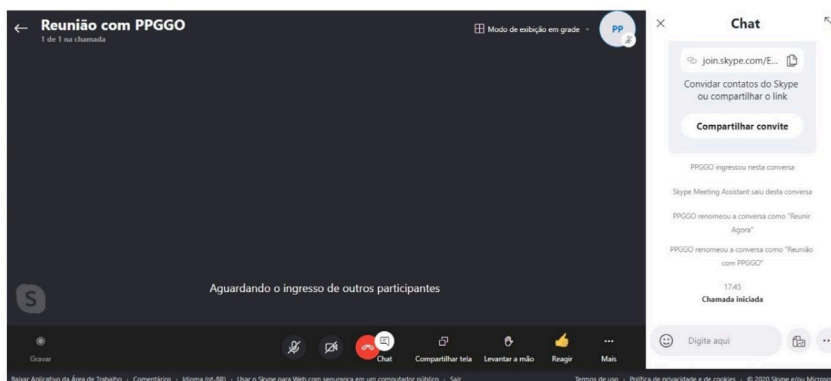 Reunião com PPGGO
1 de 1 na chamada
Modo de exibição em grade
PP
Chat
join.skype.com/E...
Convidar contatos do Skype
ou compartilhar o link
Compartilhar convite
PPGGO ingressou nesta conversa
Skype Meeting Assistant saiu desta conversa
PPGGO renomeou a conversa como "Reunir
Agora"
PPGGO renomeou a conversa como "Reunião
com PPGGO"
17:45
Chamada iniciada
Aguardando o ingresso de outros participantes
S
Gravar
Chat
Compartilhar tela
Levantar a mão
Reagir
Mais
Digite aqui
Baixar Aplicativo da Área de Trabalho - Comentários - Idioma (pt-BR) - Usar o Skype para Web com segurança em um computador público - Sair
Termos de uso - Política de privacidade e de cookies - © 2020 Skype e/ou Microso